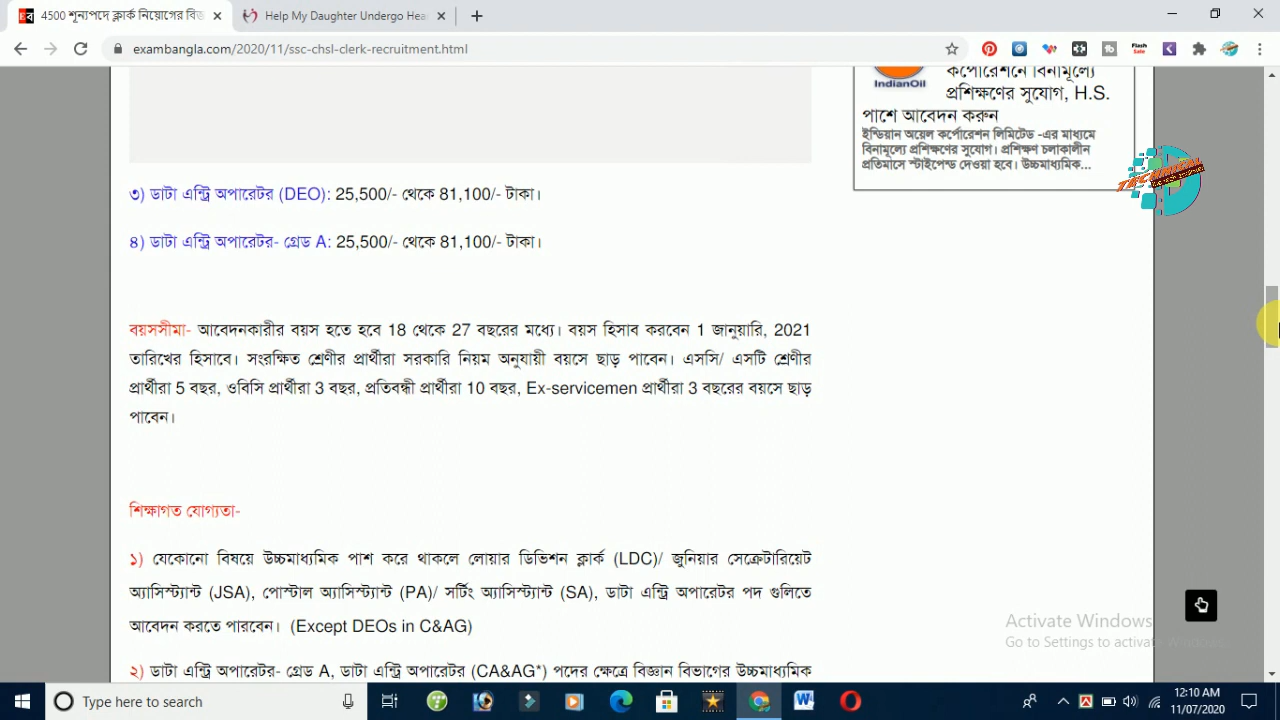 4500 শূন্যপদে ক্লার্ক নিয়োগের বিজ
Help My Daughter Undergo Hea
exambangla.com/2020/11/ssc-chsl-clerk-recruitment.html
IndianOil
কর্পোরেশনে বিনামূল্যে
প্রশিক্ষণের সুযোগ, H.S.
পাশে আবেদন করুন
ইন্ডিয়ান অয়েল কর্পোরেশন লিমিটেড -এর মাধ্যমে
বিনামূল্যে প্রশিক্ষণের সুযোগ। প্রশিক্ষণ চলাকালীন
প্রতিমাসে স্টাইপেন্ড দেওয়া হবে। উচ্চমাধ্যমিক...
৩) ডাটা এন্ট্রি অপারেটর (DEO): 25,500/- থেকে 81,100/- টাকা।
৪) ডাটা এন্ট্রি অপারেটর- গ্রেড A: 25,500/- থেকে 81,100/- টাকা।
বয়সসীমা- আবেদনকারীর বয়স হতে হবে 18 থেকে 27 বছরের মধ্যে। বয়স হিসাব করবেন 1 জানুয়ারি, 2021
তারিখের হিসাবে। সংরক্ষিত শ্রেণীর প্রার্থীরা সরকারি নিয়ম অনুযায়ী বয়সে ছাড় পাবেন। এসসি/ এসটি শ্রেণীর
প্রার্থীরা 5 বছর, ওবিসি প্রার্থীরা 3 বছর, প্রতিবন্ধী প্রার্থীরা 10 বছর, Ex-servicemen প্রার্থীরা 3 বছরের বয়সে ছাড়
পাবেন।
শিক্ষাগত যোগ্যতা-
১) যেকোনো বিষয়ে উচ্চমাধ্যমিক পাশ করে থাকলে লোয়ার ডিভিশন ক্লার্ক (LDC)/ জুনিয়ার সেক্রেটারিয়েট
অ্যাসিস্ট্যান্ট (JSA), পোস্টাল অ্যাসিস্ট্যান্ট (PA)/ সর্টিং অ্যাসিস্ট্যান্ট (SA), ডাটা এন্ট্রি অপারেটর পদ গুলিতে
আবেদন করতে পারবেন। (Except DEOs in C&AG)
২) ডাটা এন্ট্রি অপারেটর- গ্রেড A, ডাটা এন্ট্রি অপারেটর (CA&AG*) পদের ক্ষেত্রে বিজ্ঞান বিভাগের উচ্চমাধ্যমিক
Activate Windows
Go to Settings to activate Windows.
Type here to search
12:10 AM
11/07/2020